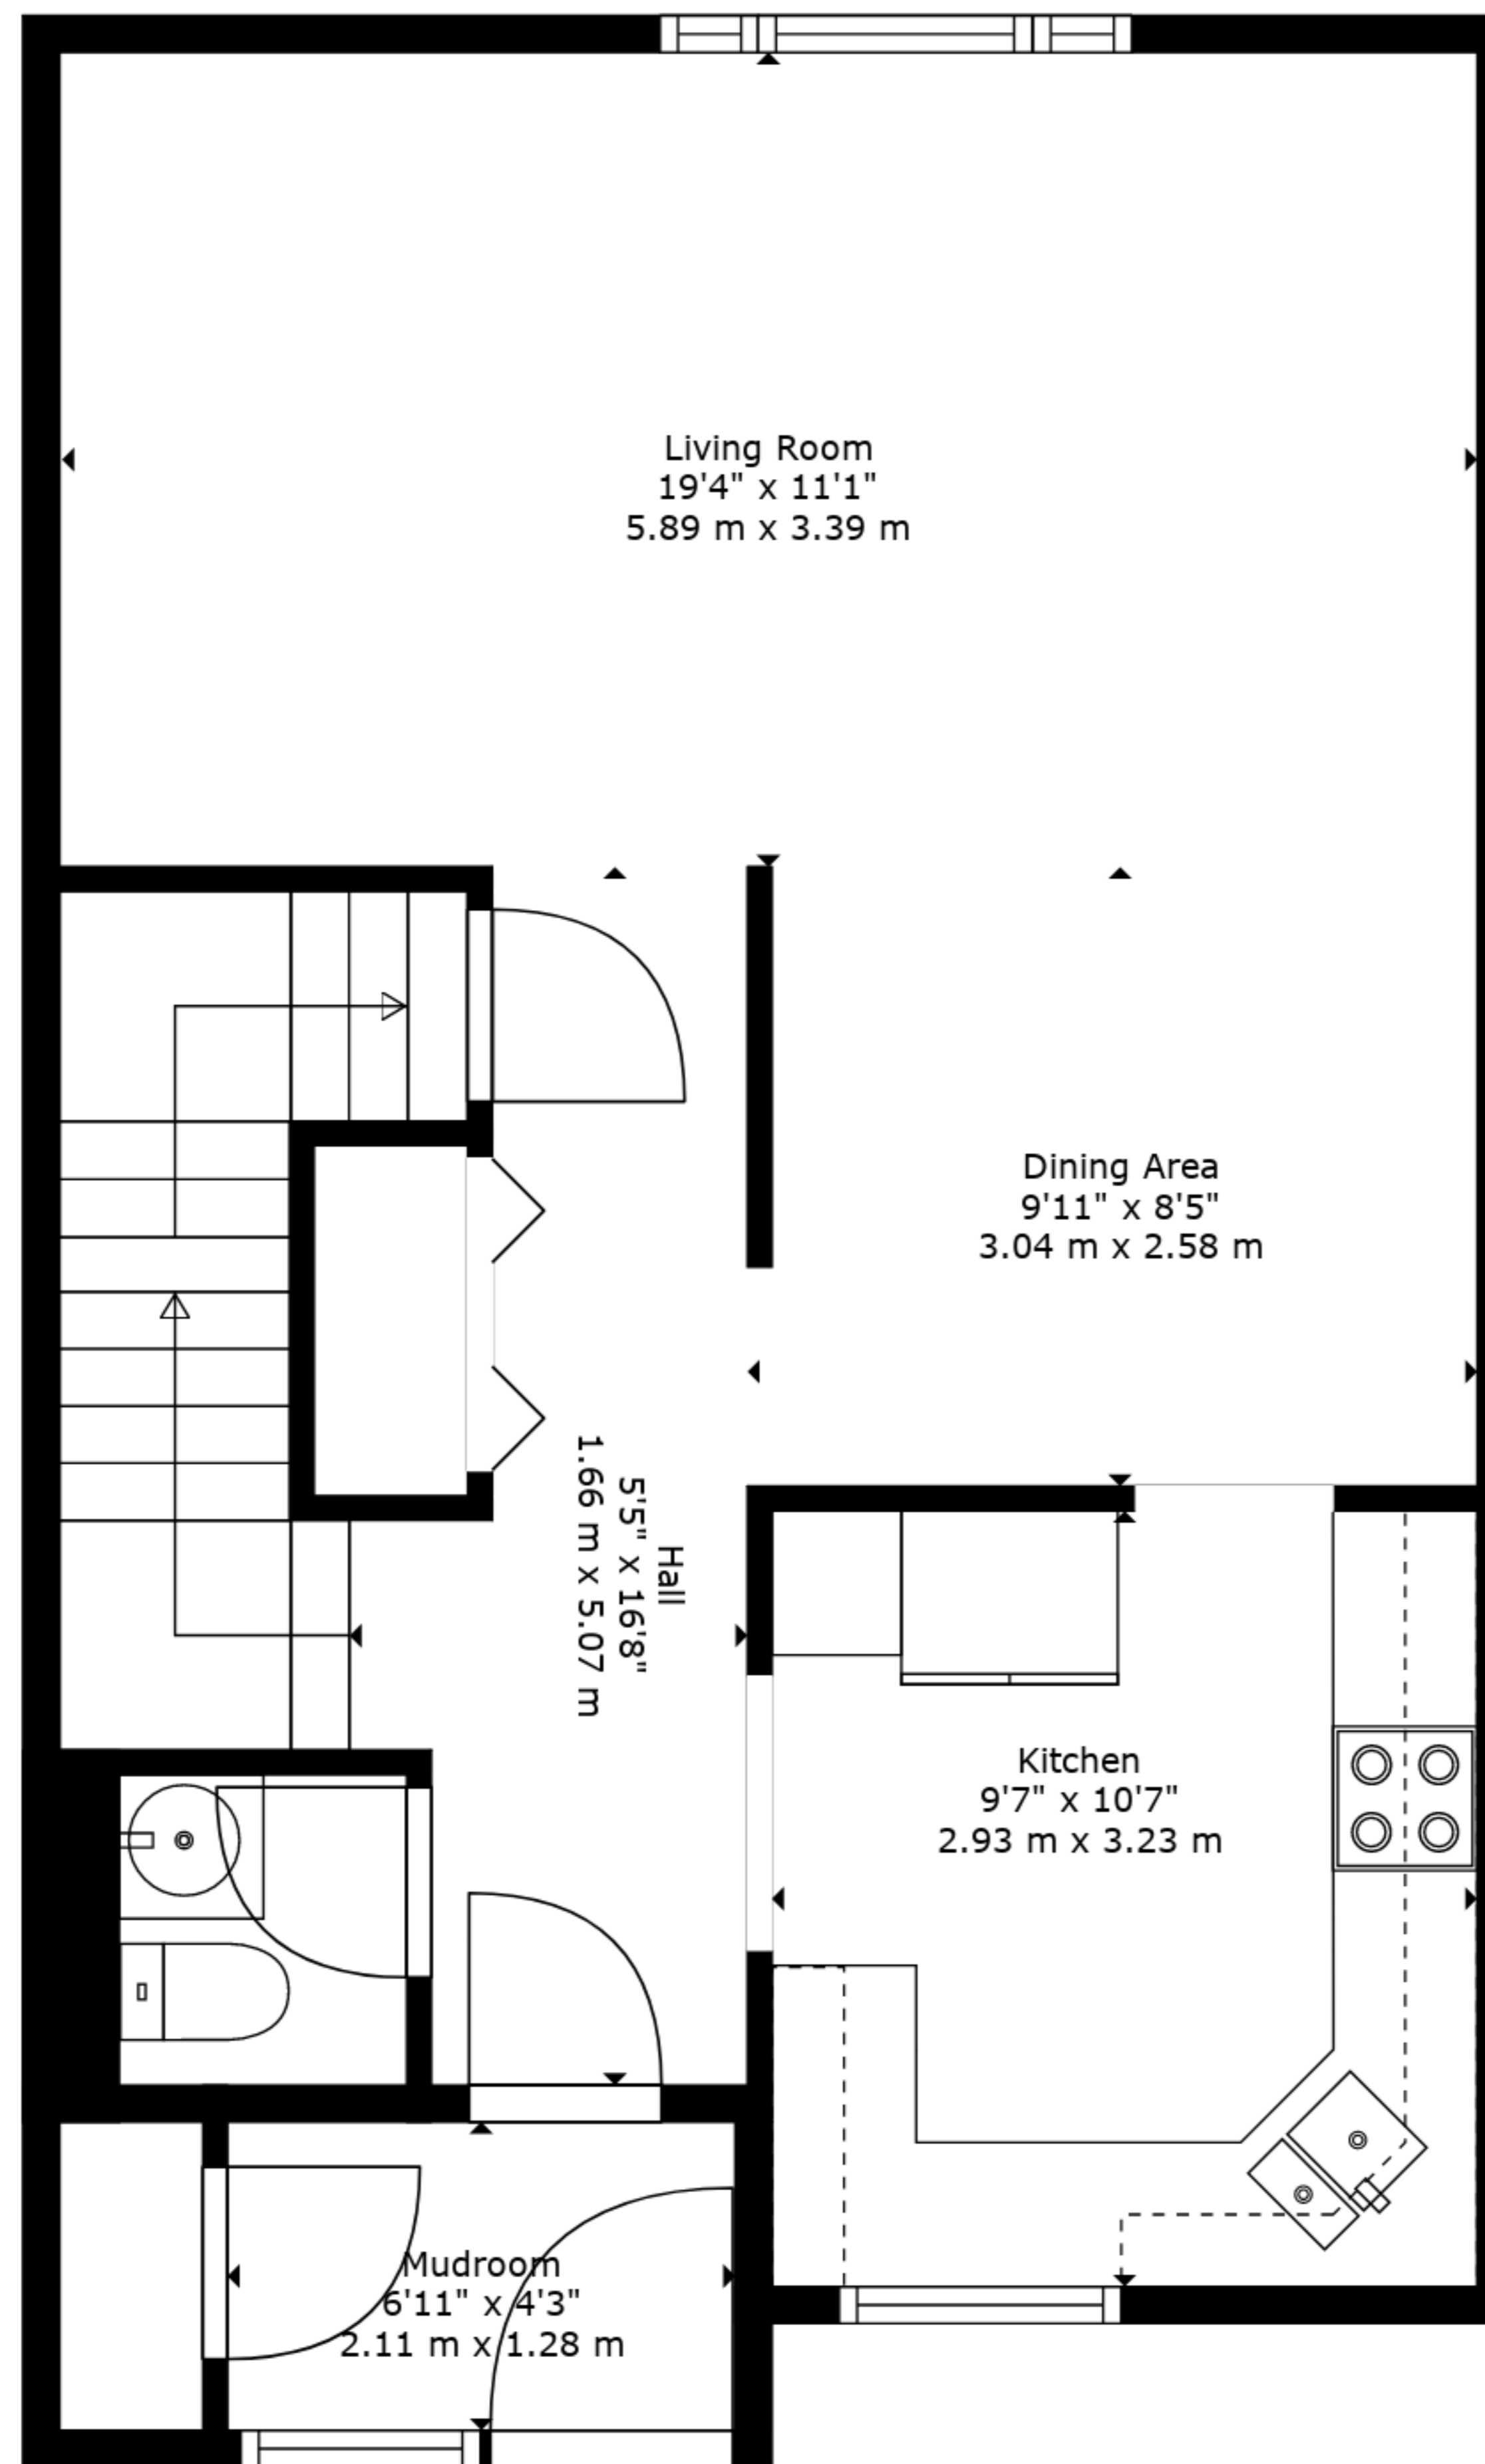 Living Room
19'4" x 11'1"
5.89 m x 3.39 m
Dining Area
9'11" x 8'5"
3.04 m x 2.58 m
Hall
5'5" x 16'8"
1.66 m x 5.07 m
Kitchen
9'7" x 10'7"
2.93 m x 3.23 m
Mudroom
6'11" x 4'3"
2.11 m x 1.28 m